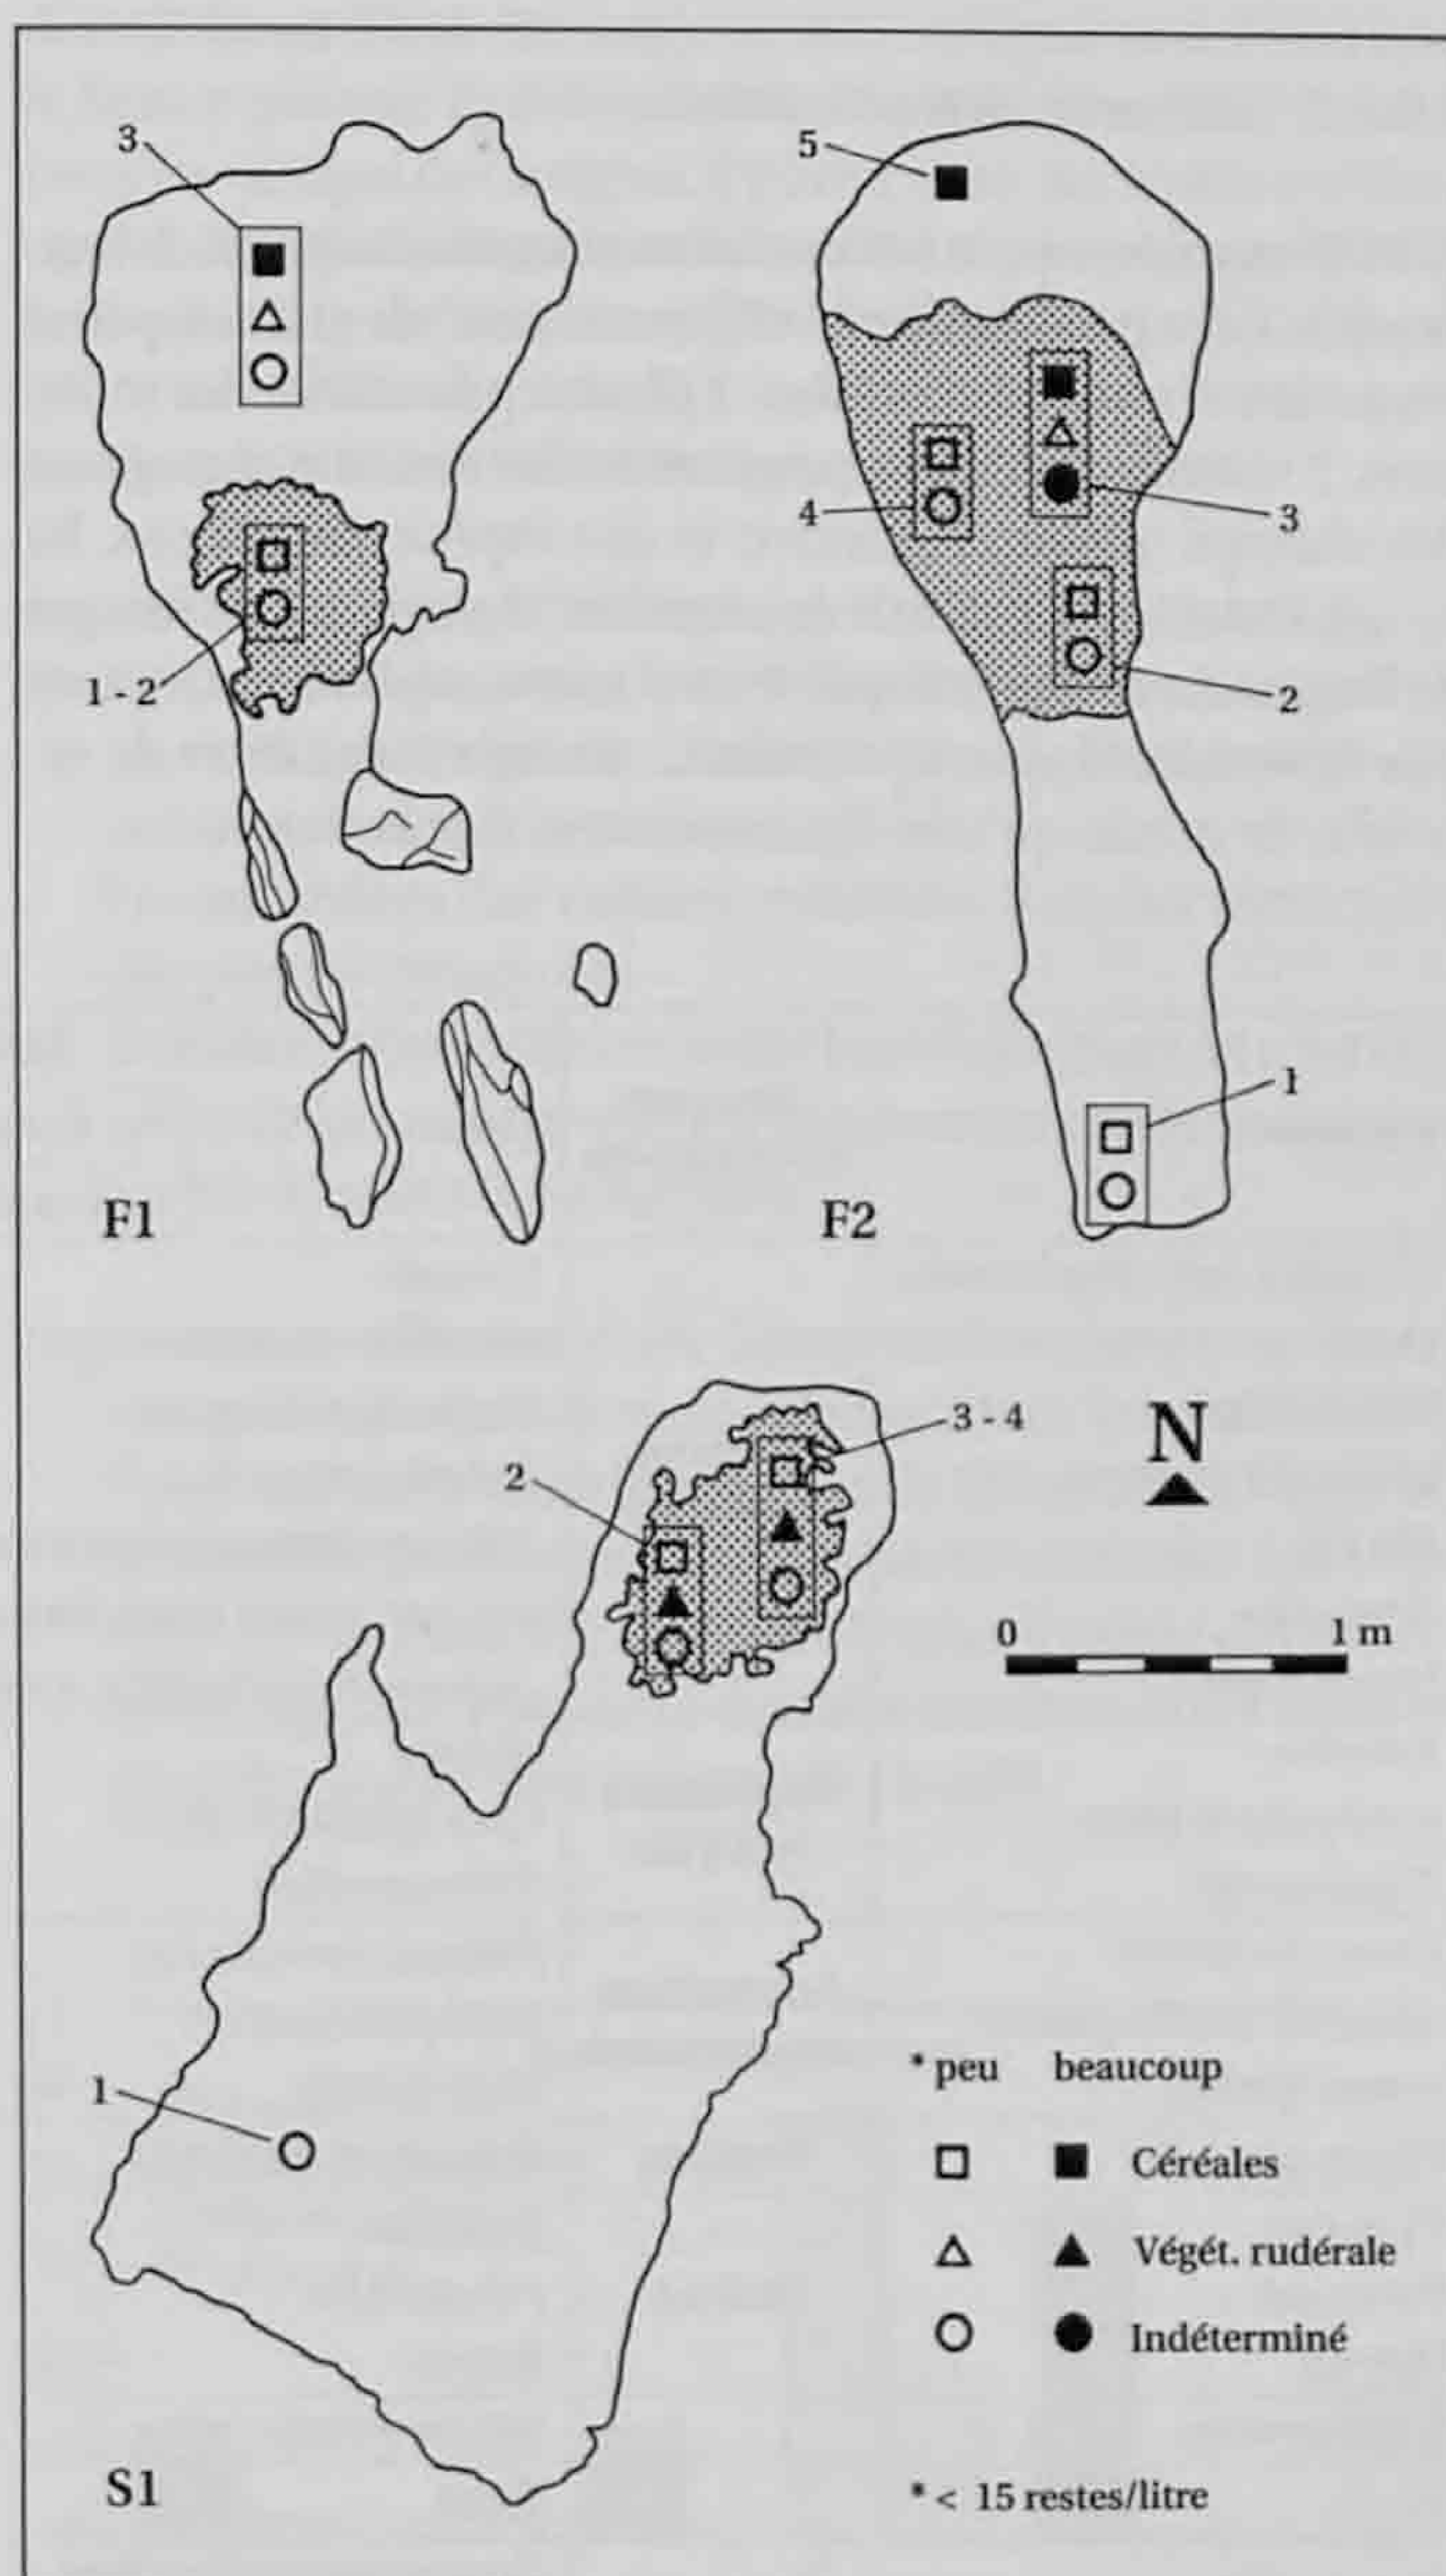 3
5
4
3
1 - 2
2
1
F1
F2
3 - 4
N
2
0 1 m
1
* peu beaucoup
Céréales
Végét. rudérale
Indéterminé
S1
* < 15 restes/litre